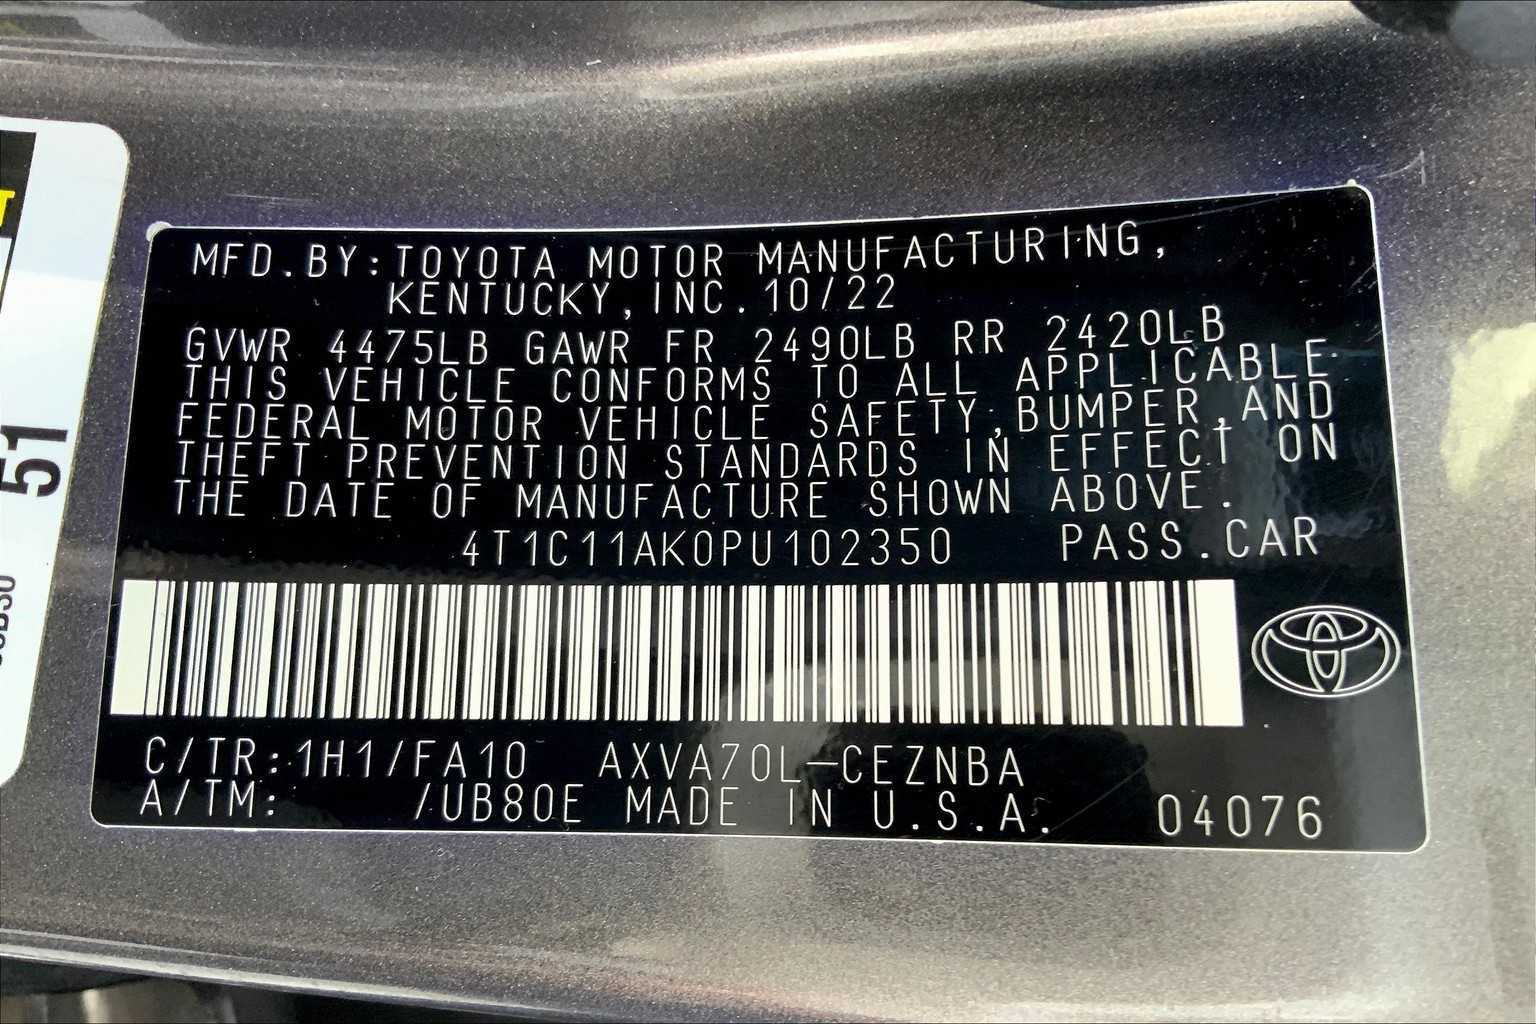 MFD.BY:TOYOTA MOTOR MANUFACTURING,
KENTUCKY,INC.10/22
GVWR 4475LB GAWR FR 2490LB RR 2420LB
THIS VEHICLE CONFORMS TO ALL APPLICABLE
FEDERAL MOTOR VEHICLE SAFETY,BUMPER,AND
THEFT PREVENTION STANDARDS IN EFFECT ON
THE DATE OF MANUFACTURE SHOWN ABOVE.
4T1C11AK0PU102350 PASS.CAR
C/TR:1H1/FA10 AXVA70L-CEZNBA
A/TM: /UB80E MADE IN U.S.A. 04076
T
51